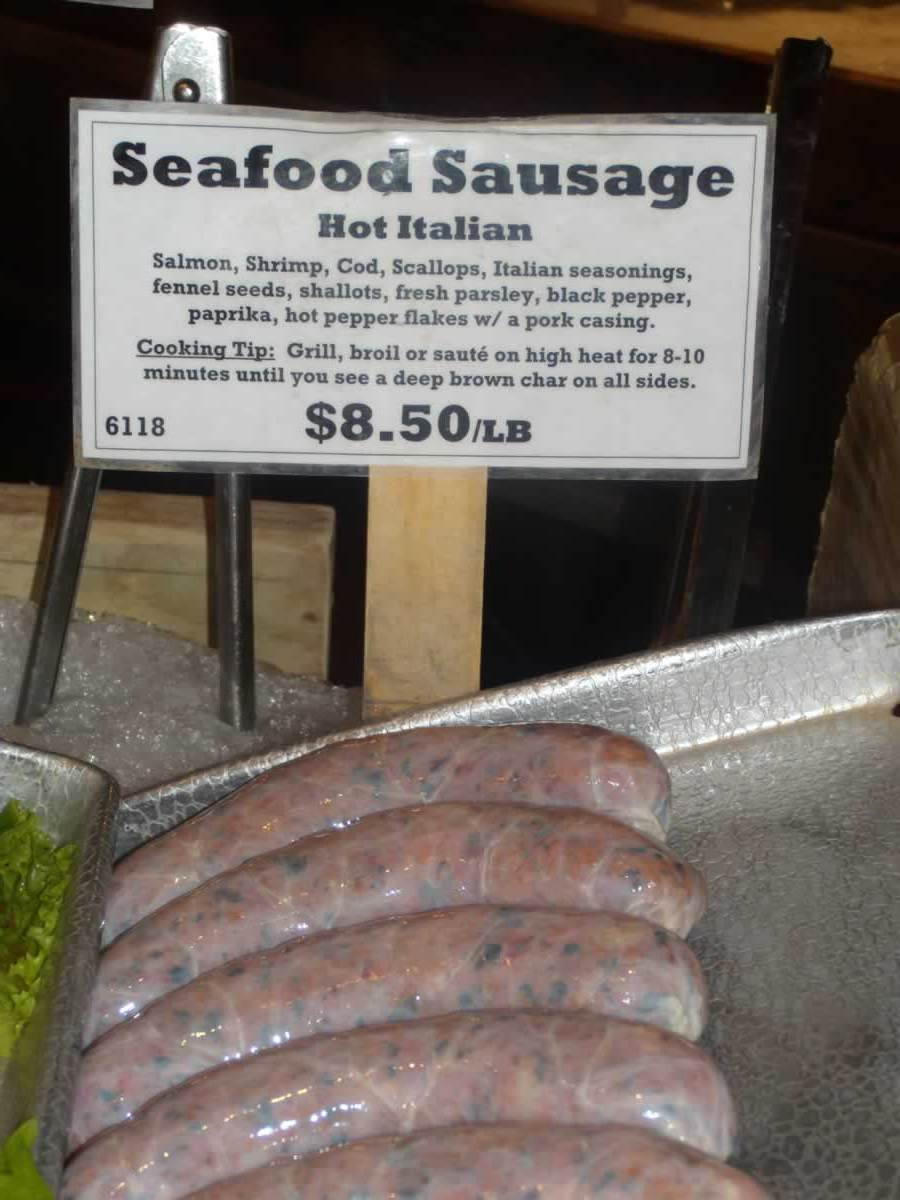 Seafood Sausage
Hot Italian
Salmon, Shrimp, Cod, Scallops, Italian seasonings,
fennel seeds, shallots, fresh parsley, black pepper,
paprika, hot pepper flakes w/ a pork casing.
Cooking Tip: Grill, broil or sauté on high heat for 8-10
minutes until you see a deep brown char on all sides.
6118 $8.50/LB